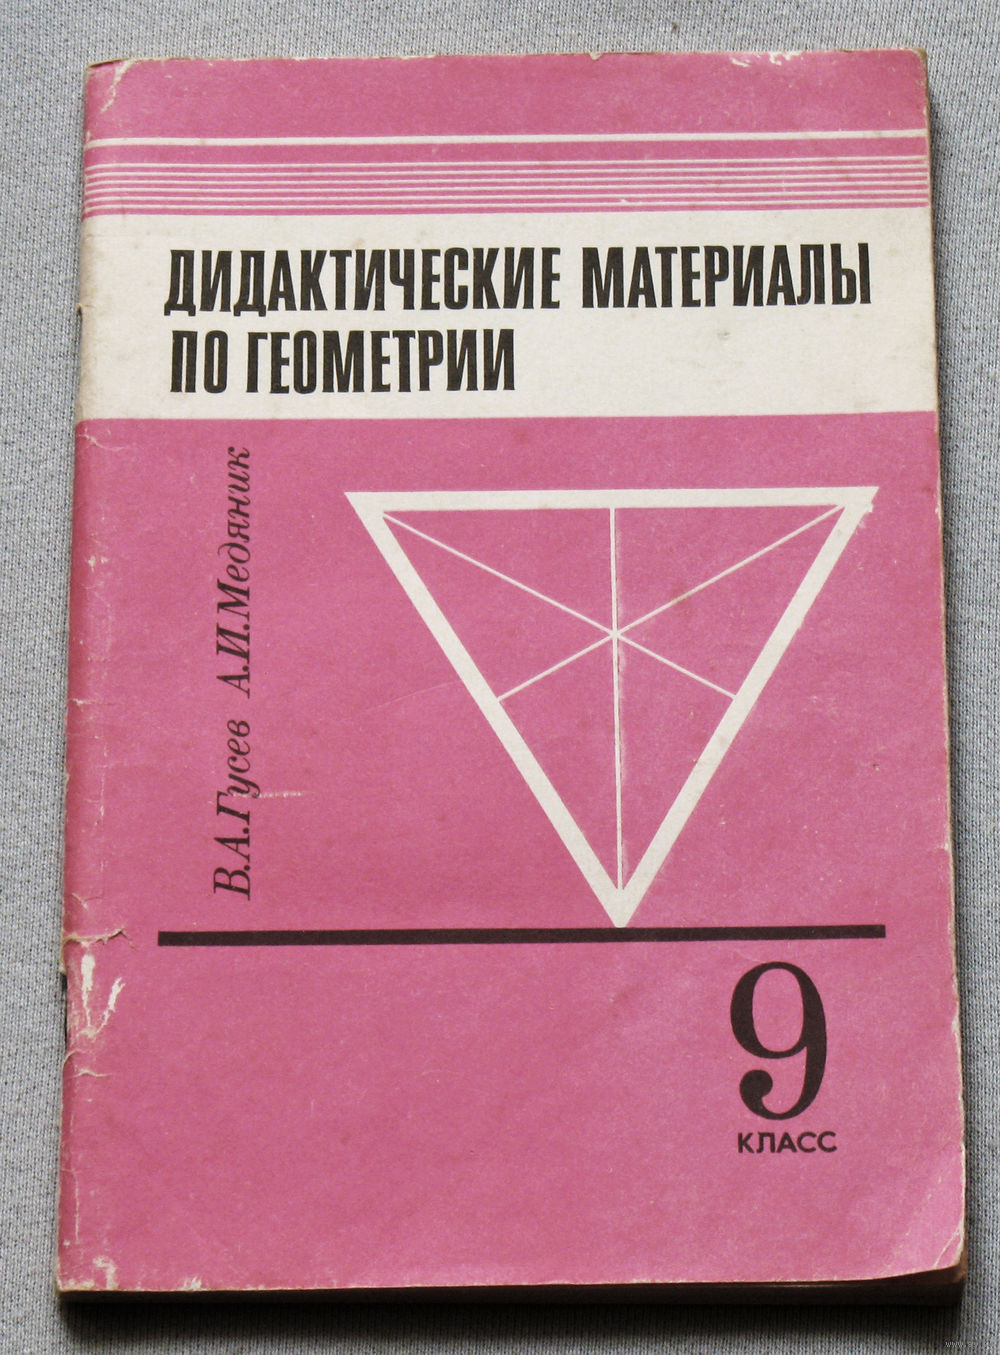 ДИДАКТИЧЕСКИЕ МАТЕРИАЛЫ
ПО ГЕОМЕТРИИ
В.А.Гусев А.И.Медяник
9
КЛАСС